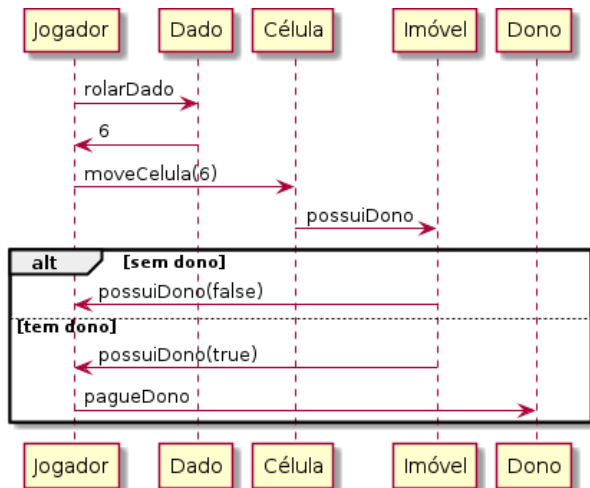 Jogador Dado Célula Imóvel Dono
rolarDado
6
moveCelula(6)
possuiDono
alt [sem dono]
possuiDono(false)
[tem dono]
possuiDono(true)
pagueDono
Jogador Dado Célula Imóvel Dono